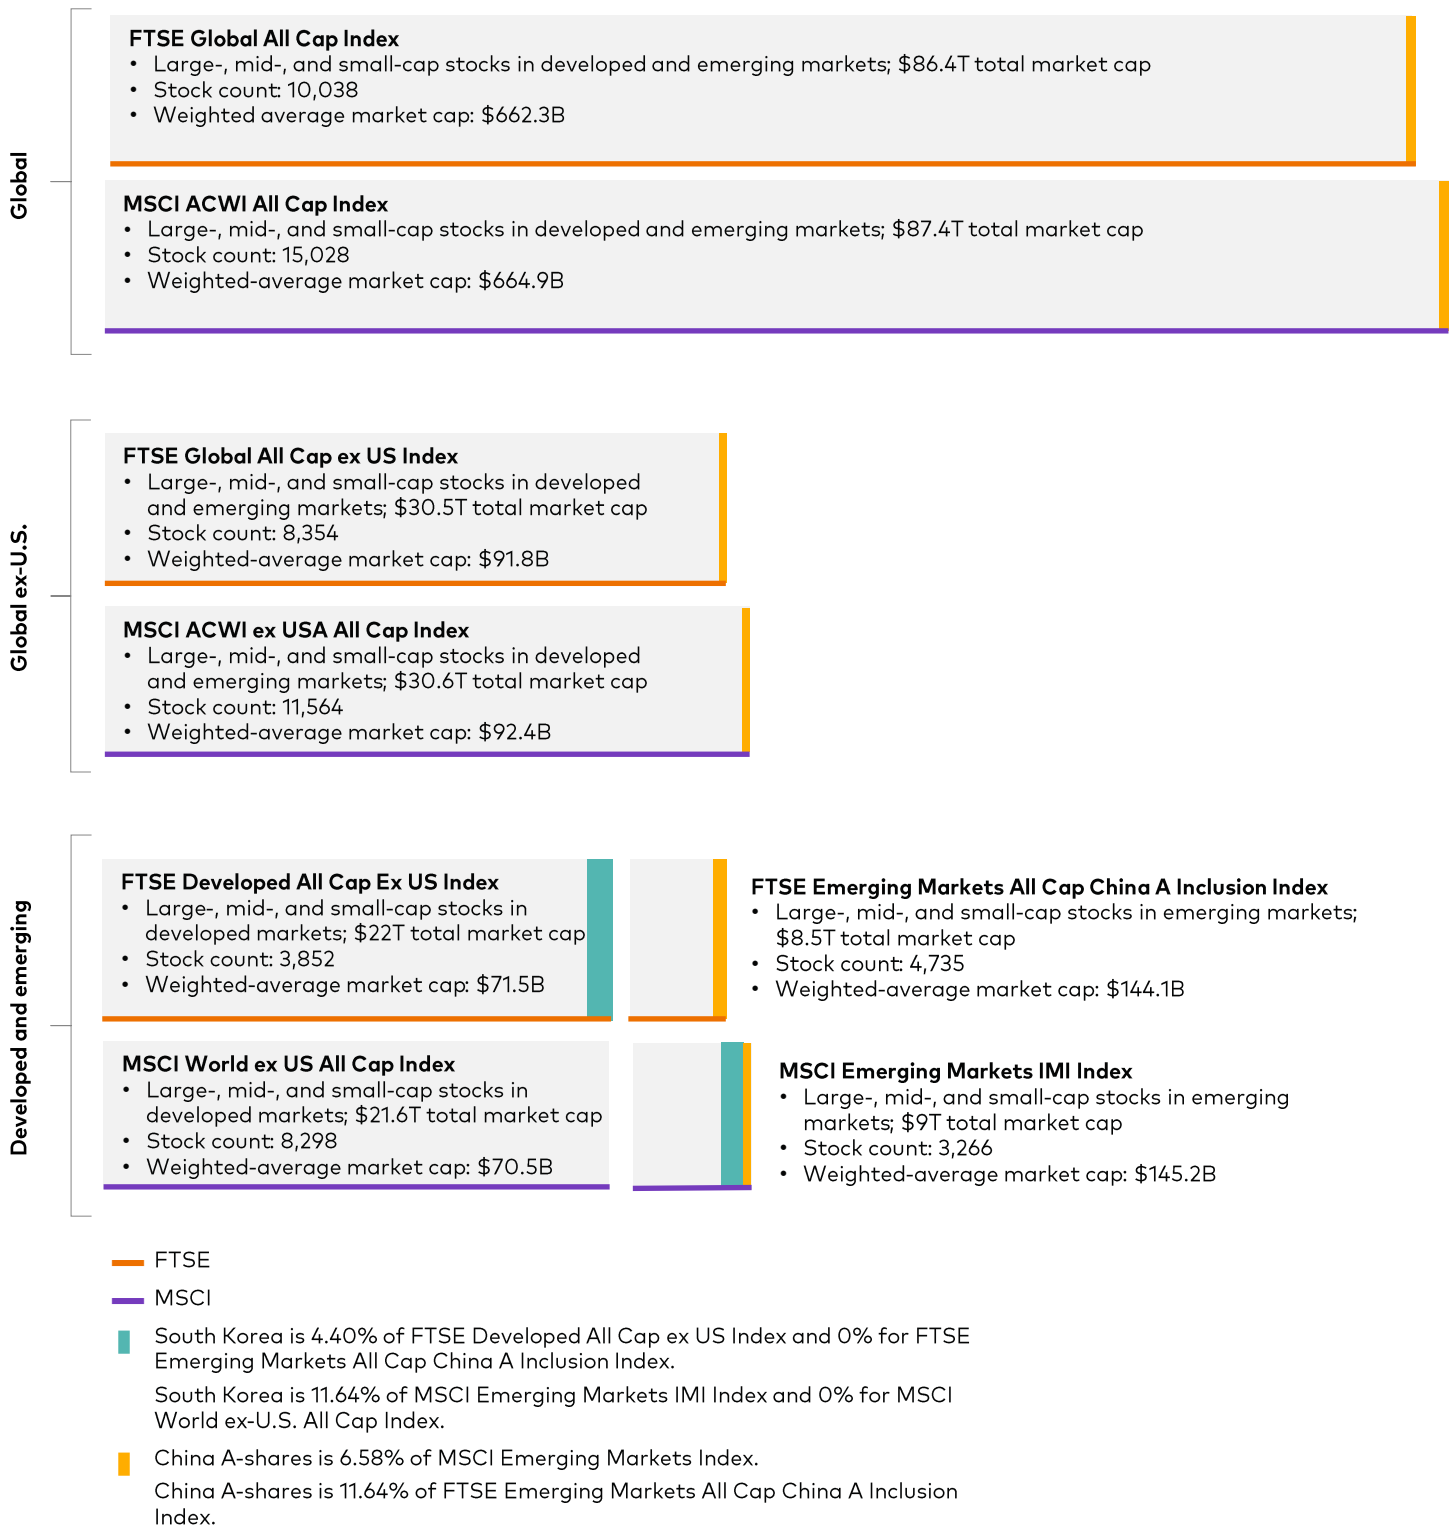 Global
FTSE Global All Cap Index
• Large-, mid-, and small-cap stocks in developed and emerging markets; $86.4T total market cap
• Stock count: 10,038
• Weighted average market cap: $662.3B
MSCI ACWI All Cap Index
• Large-, mid-, and small-cap stocks in developed and emerging markets; $87.4T total market cap
• Stock count: 15,028
• Weighted-average market cap: $664.9B
Global ex-U.S.
FTSE Global All Cap ex US Index
• Large-, mid-, and small-cap stocks in developed
and emerging markets; $30.5T total market cap
• Stock count: 8,354
• Weighted-average market cap: $91.8B
MSCI ACWI ex USA All Cap Index
• Large-, mid-, and small-cap stocks in developed
and emerging markets; $30.6T total market cap
• Stock count: 11,564
• Weighted-average market cap: $92.4B
Developed and emerging
FTSE Developed All Cap Ex US Index
• Large-, mid-, and small-cap stocks in
developed markets; $22T total market cap
• Stock count: 3,852
• Weighted-average market cap: $71.5B
FTSE Emerging Markets All Cap China A Inclusion Index
• Large-, mid-, and small-cap stocks in emerging markets;
$8.5T total market cap
• Stock count: 4,735
• Weighted-average market cap: $144.1B
MSCI World ex US All Cap Index
• Large-, mid-, and small-cap stocks in
developed markets; $21.6T total market cap
• Stock count: 8,298
• Weighted-average market cap: $70.5B
MSCI Emerging Markets IMI Index
• Large-, mid-, and small-cap stocks in emerging
markets; $9T total market cap
• Stock count: 3,266
• Weighted-average market cap: $145.2B
FTSE
MSCI
South Korea is 4.40% of FTSE Developed All Cap ex US Index and 0% for FTSE
Emerging Markets All Cap China A Inclusion Index.
South Korea is 11.64% of MSCI Emerging Markets IMI Index and 0% for MSCI
World ex-U.S. All Cap Index.
China A-shares is 6.58% of MSCI Emerging Markets Index.
China A-shares is 11.64% of FTSE Emerging Markets All Cap China A Inclusion
Index.